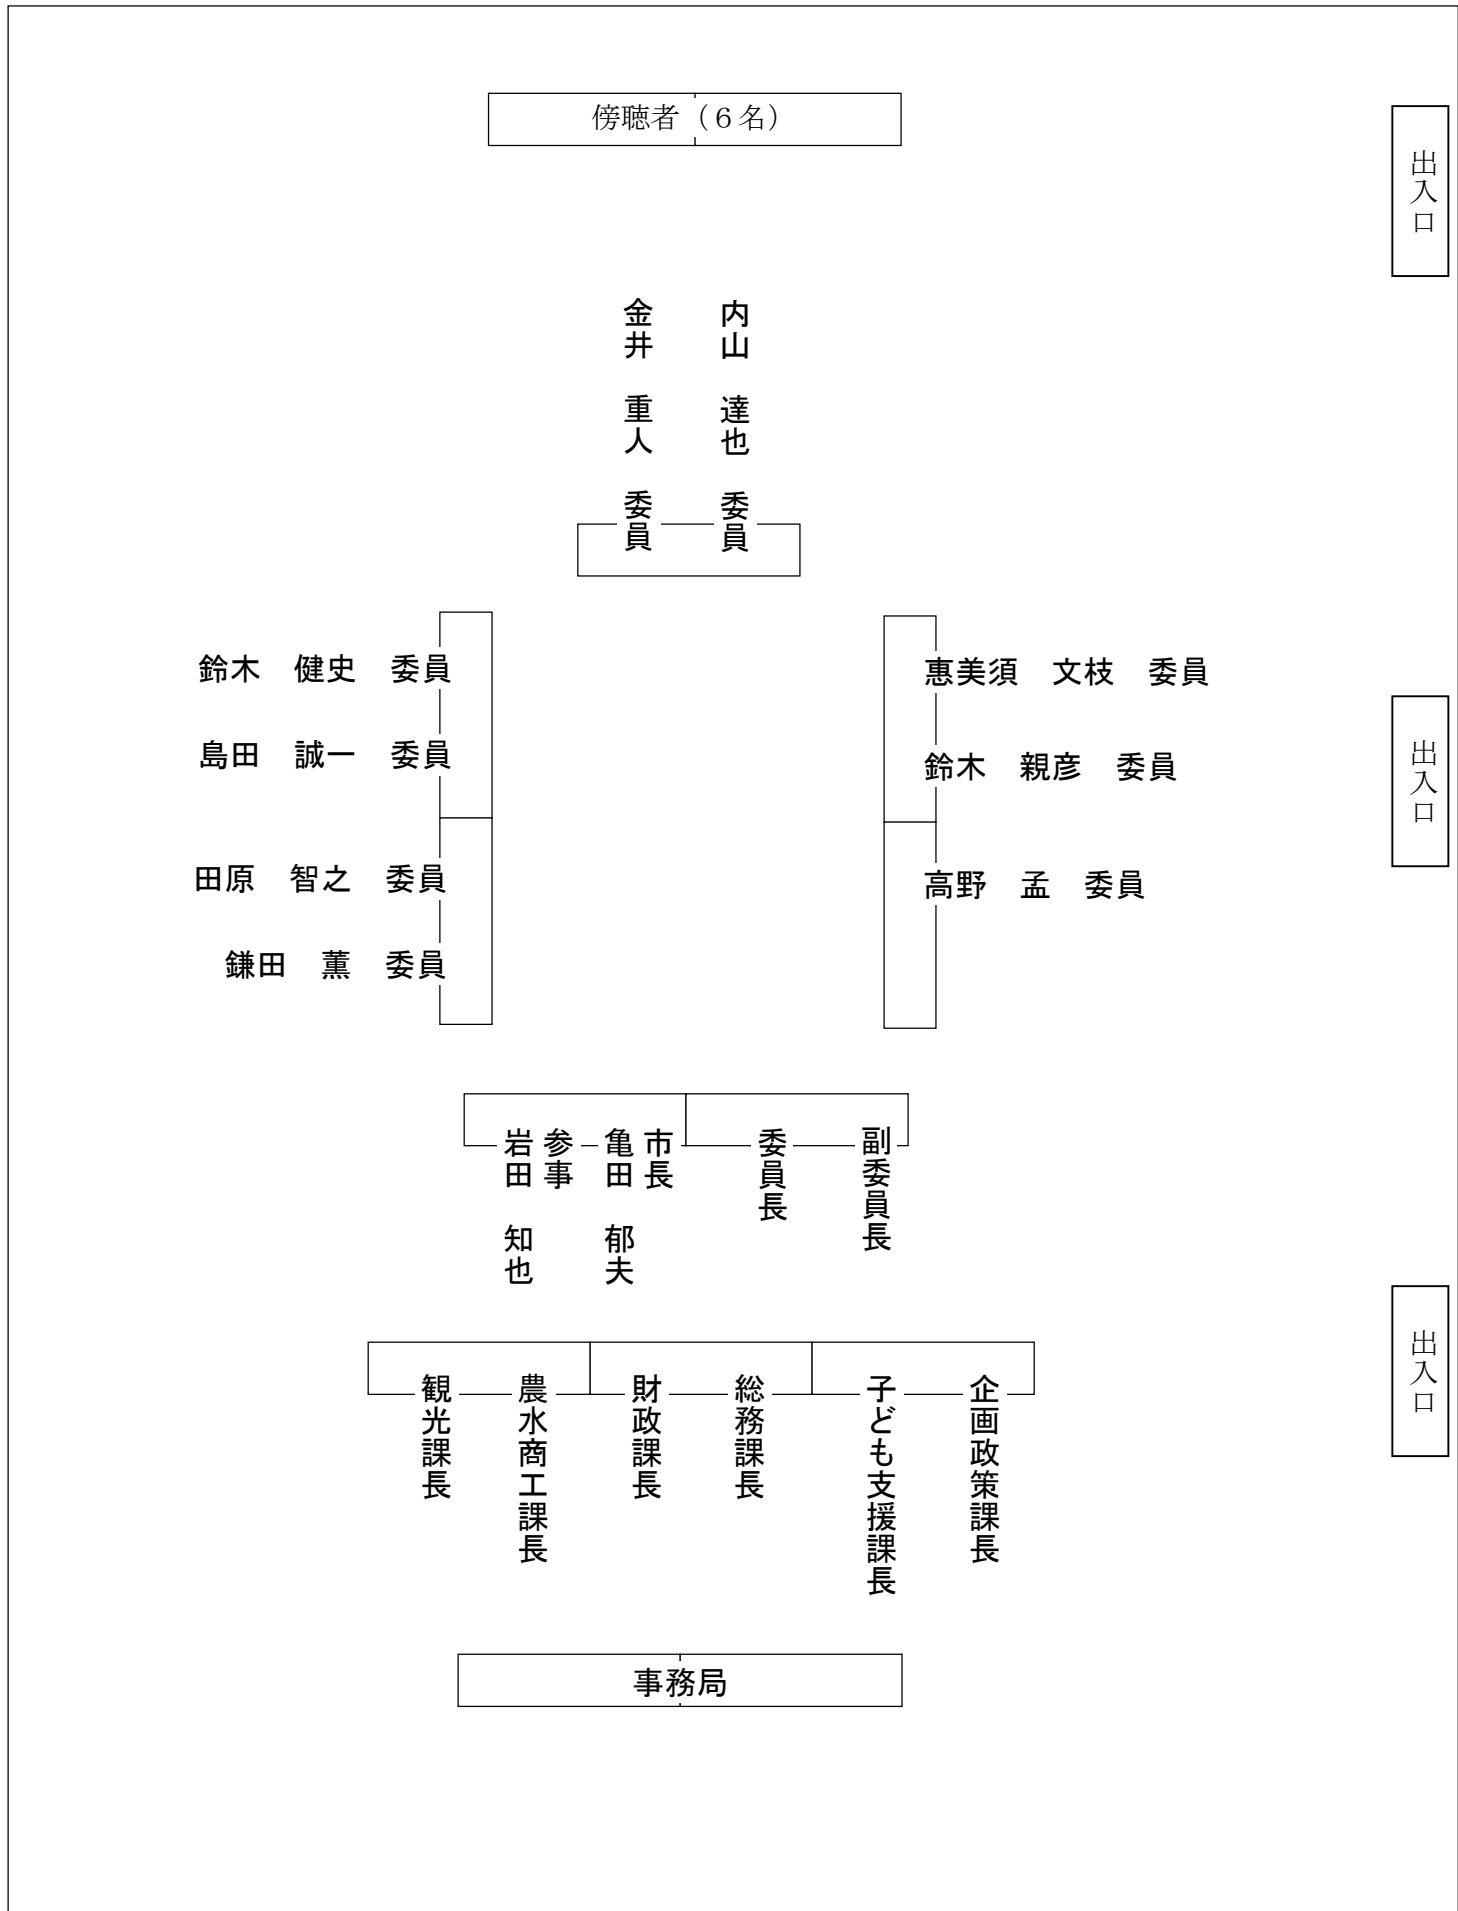 傍聴者（６名）
出入口
内山　達也　委員
金井　重人　委員
鈴木　健史　委員
島田　誠一　委員
田原　智之　委員
鎌田　薫　委員
惠美須　文枝　委員
鈴木　親彦　委員
高野　孟　委員
出入口
副委員長
委員長
市長
亀田　郁夫
参事
岩田　知也
企画政策課長
子ども支援課長
総務課長
財政課長
農水商工課長
観光課長
出入口
事務局